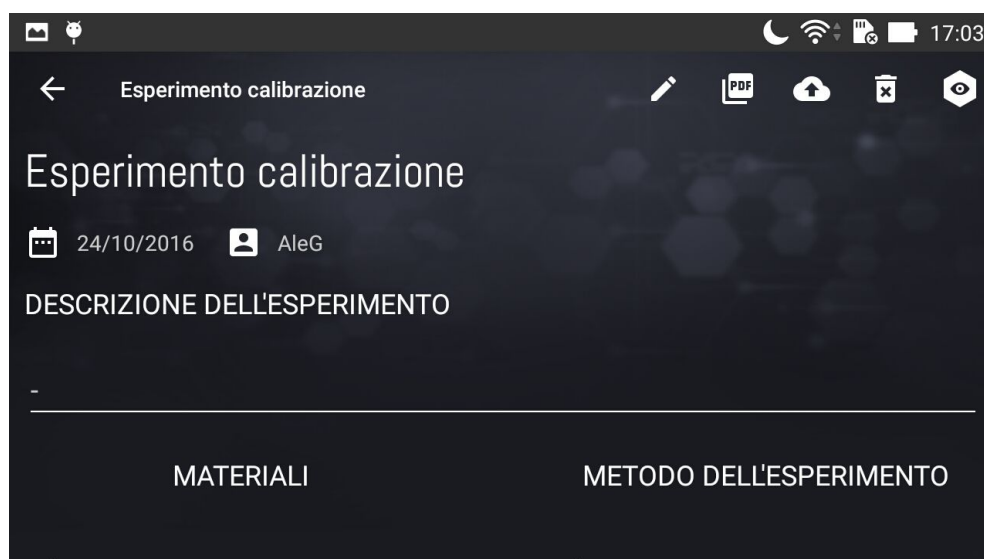 17:03
Esperimento calibrazione
PDF
Esperimento calibrazione
24/10/2016 AleG
DESCRIZIONE DELL'ESPERIMENTO
-
MATERIALI METODO DELL'ESPERIMENTO